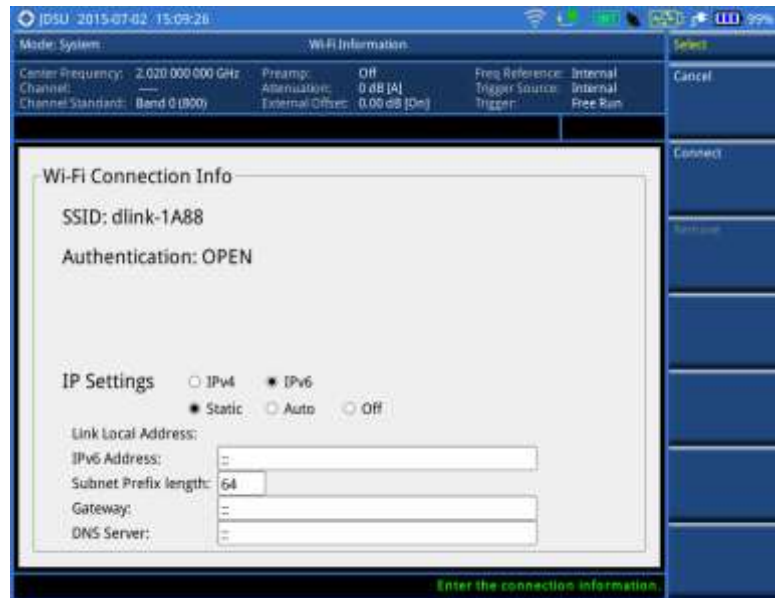 JDSU 2015-07-02 15:09:26 99%
Mode: System Wi-Fi Information Select
Center Frequency: 2.020 000 000 GHz Preamp: Off Freq Reference: Internal
Channel: ---- Attenuation: 0 dB [A] Trigger Source: Internal
Channel Standard: Band 0 (800) External Offset: 0.00 dB [On] Trigger: Free Run
Cancel
Connect
Remove
Wi-Fi Connection Info
SSID: dlink-1A88
Authentication: OPEN
IP Settings IPv4 IPv6
Static Auto Off
Link Local Address:
IPv6 Address: ::
Subnet Prefix length: 64
Gateway: ::
DNS Server: ::
Enter the connection information.